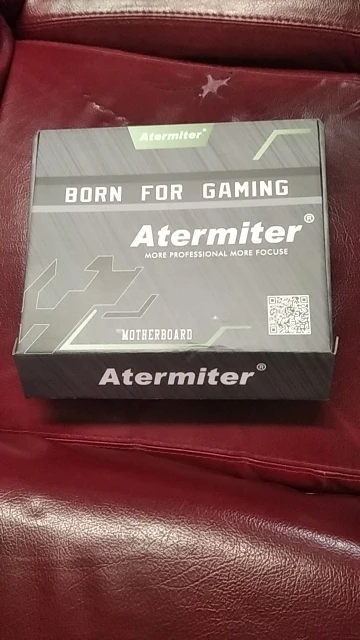 Atermiter®
BORN FOR GAMING
Atermiter®
MORE PROFESSIONAL MORE FOCUSE
MOTHERBOARD
Atermiter®